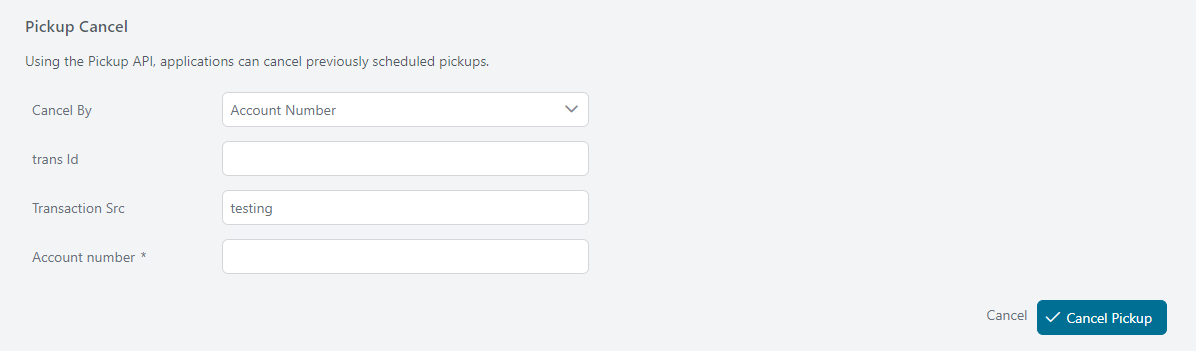 Pickup Cancel
Using the Pickup API, applications can cancel previously scheduled pickups.
Cancel By Account Number
trans Id
Transaction Src testing
Account number *
Cancel Cancel Pickup